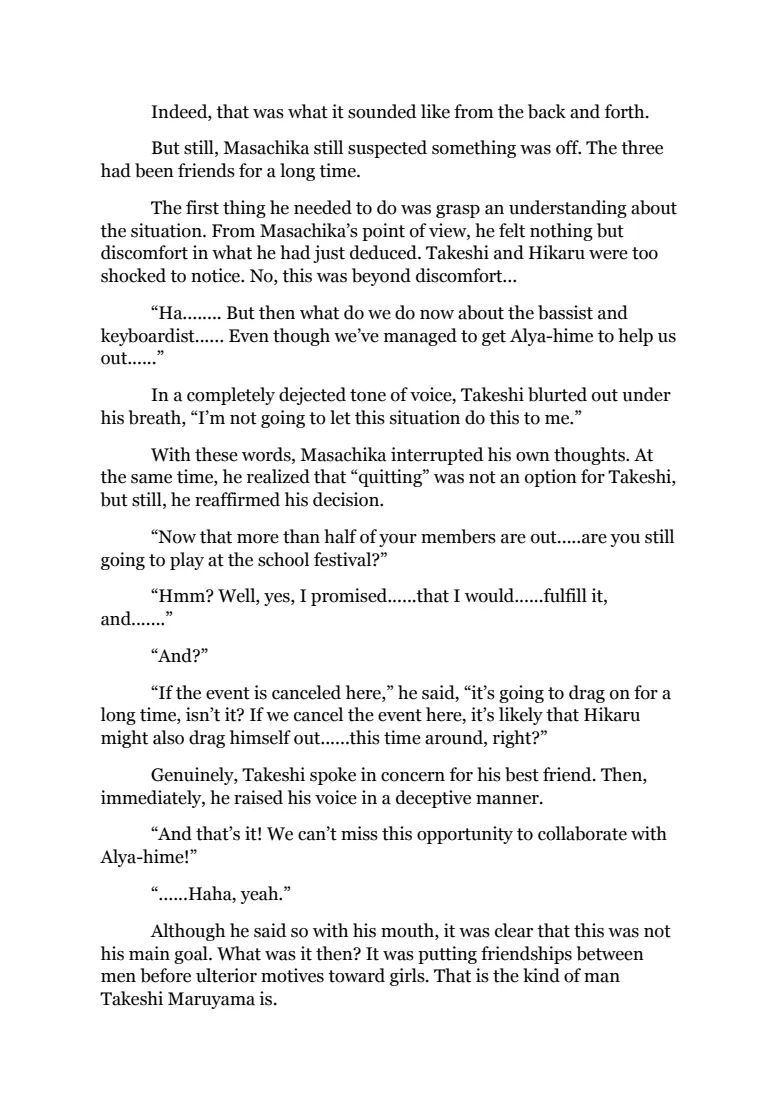 Indeed, that was what it sounded like from the back and forth.
But still, Masachika still suspected something was off. The three
had been friends for a long time.
The first thing he needed to do was grasp an understanding about
the situation. From Masachika’s point of view, he felt nothing but
discomfort in what he had just deduced. Takeshi and Hikaru were too
shocked to notice. No, this was beyond discomfort...
“Ha........ But then what do we do now about the bassist and
keyboardist...... Even though we’ve managed to get Alya-hime to help us
out......”
In a completely dejected tone of voice, Takeshi blurted out under
his breath, “I’m not going to let this situation do this to me.”
With these words, Masachika interrupted his own thoughts. At
the same time, he realized that “quitting” was not an option for Takeshi,
but still, he reaffirmed his decision.
“Now that more than half of your members are out.....are you still
going to play at the school festival?”
“Hmm? Well, yes, I promised......that I would......fulfill it,
and.......”
“And?”
“If the event is canceled here,” he said, “it’s going to drag on for a
long time, isn’t it? If we cancel the event here, it’s likely that Hikaru
might also drag himself out......this time around, right?”
Genuinely, Takeshi spoke in concern for his best friend. Then,
immediately, he raised his voice in a deceptive manner.
“And that’s it! We can’t miss this opportunity to collaborate with
Alya-hime!”
“......Haha, yeah.”
Although he said so with his mouth, it was clear that this was not
his main goal. What was it then? It was putting friendships between
men before ulterior motives toward girls. That is the kind of man
Takeshi Maruyama is.